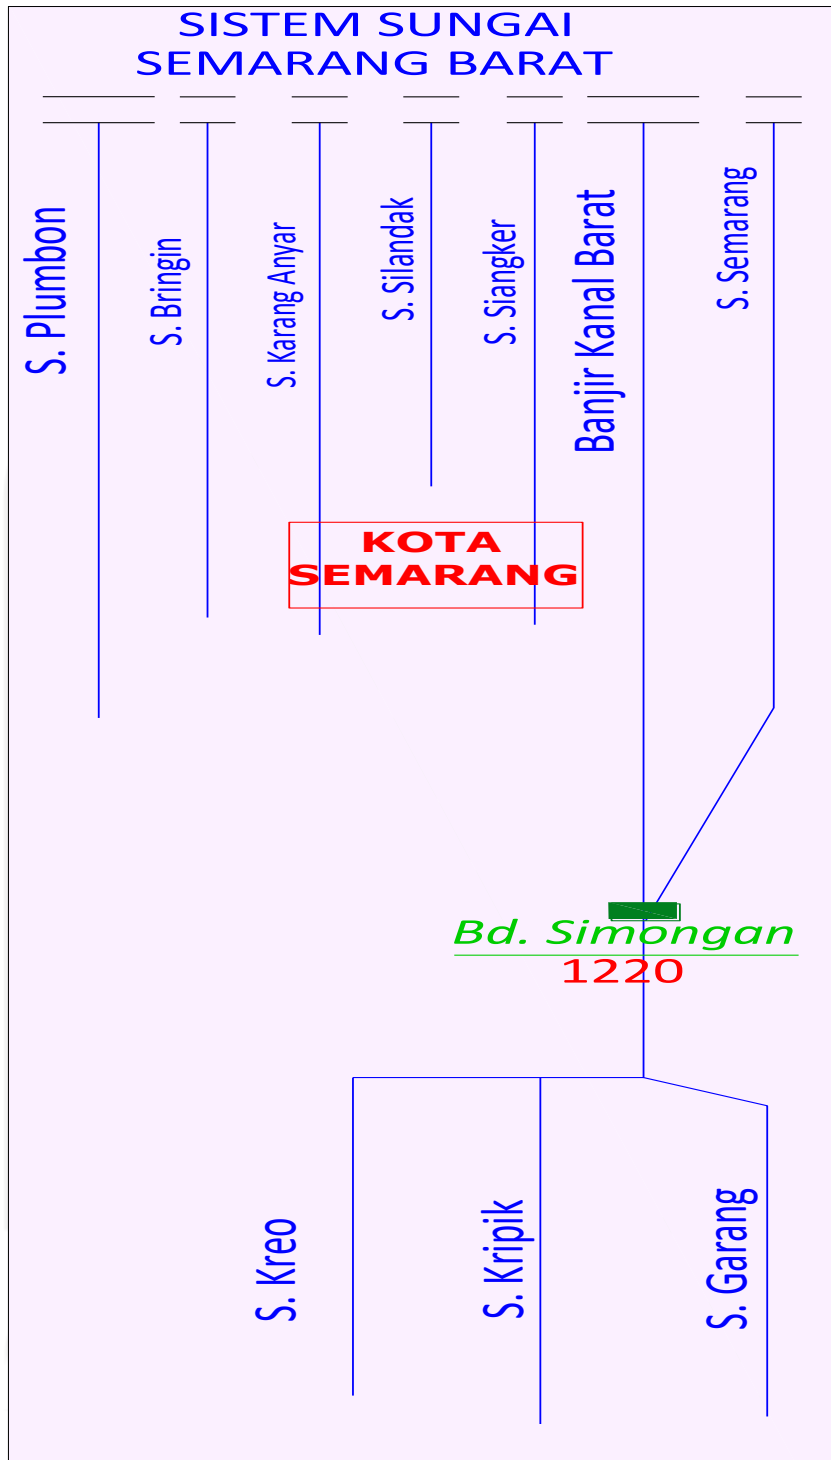 SISTEM SUNGAI
SEMARANG BARAT
S. Plumbon
S. Bringin
S. Karang Anyar
S. Silandak
S. Siangker
Banjir Kanal Barat
S. Semarang
KOTA
SEMARANG
Bd. Simongan
1220
S. Kreo
S. Kripik
S. Garang